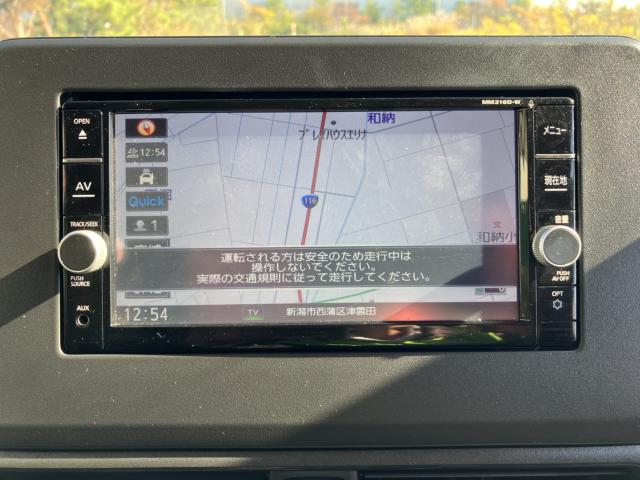 MM316D-W
OPEN
AV
TRACK/SEEK
PUSH
SOURCE
AUX
12:54
Quick
1
和納
プレイハウスエリナ
116
文
和納小
運転される方は安全のため走行中は
操作しないでください。
実際の交通規則に従って走行してください。
12:54
TV
新潟市西蒲区津雲田
メニュー
現在地
音量
PUSH
AV OFF
OPT